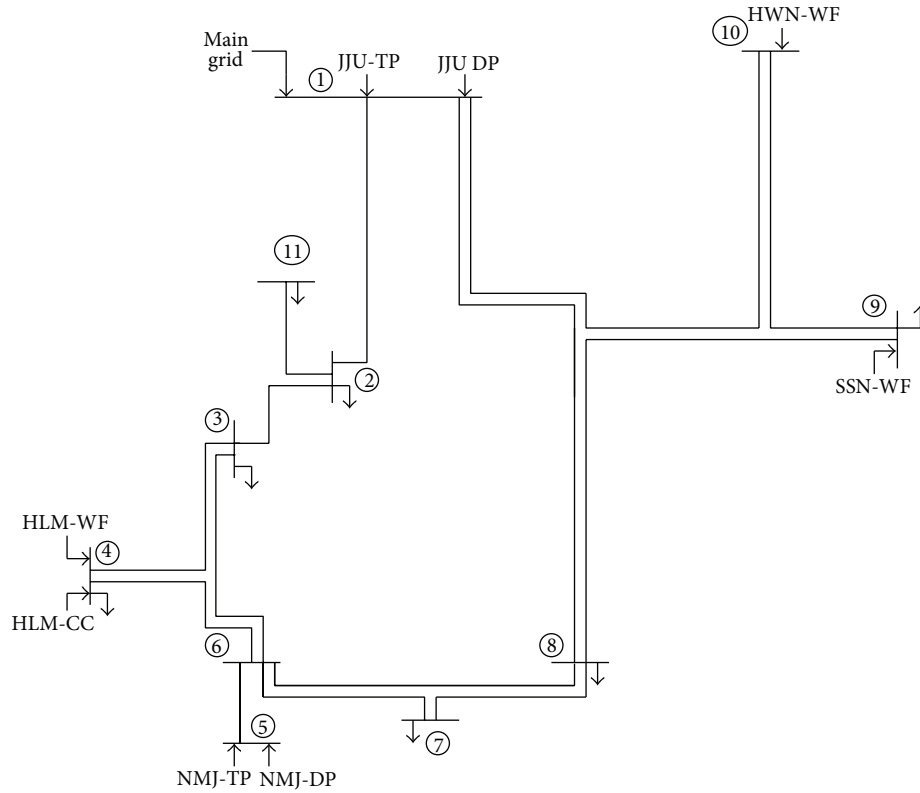 Main
grid
①
JJU-TP
JJU DP
⑩
HWN-WF
⑪
②
⑨
SSN-WF
③
HLM-WF
④
HLM-CC
⑥
⑧
⑤
⑦
NMJ-TP
NMJ-DP